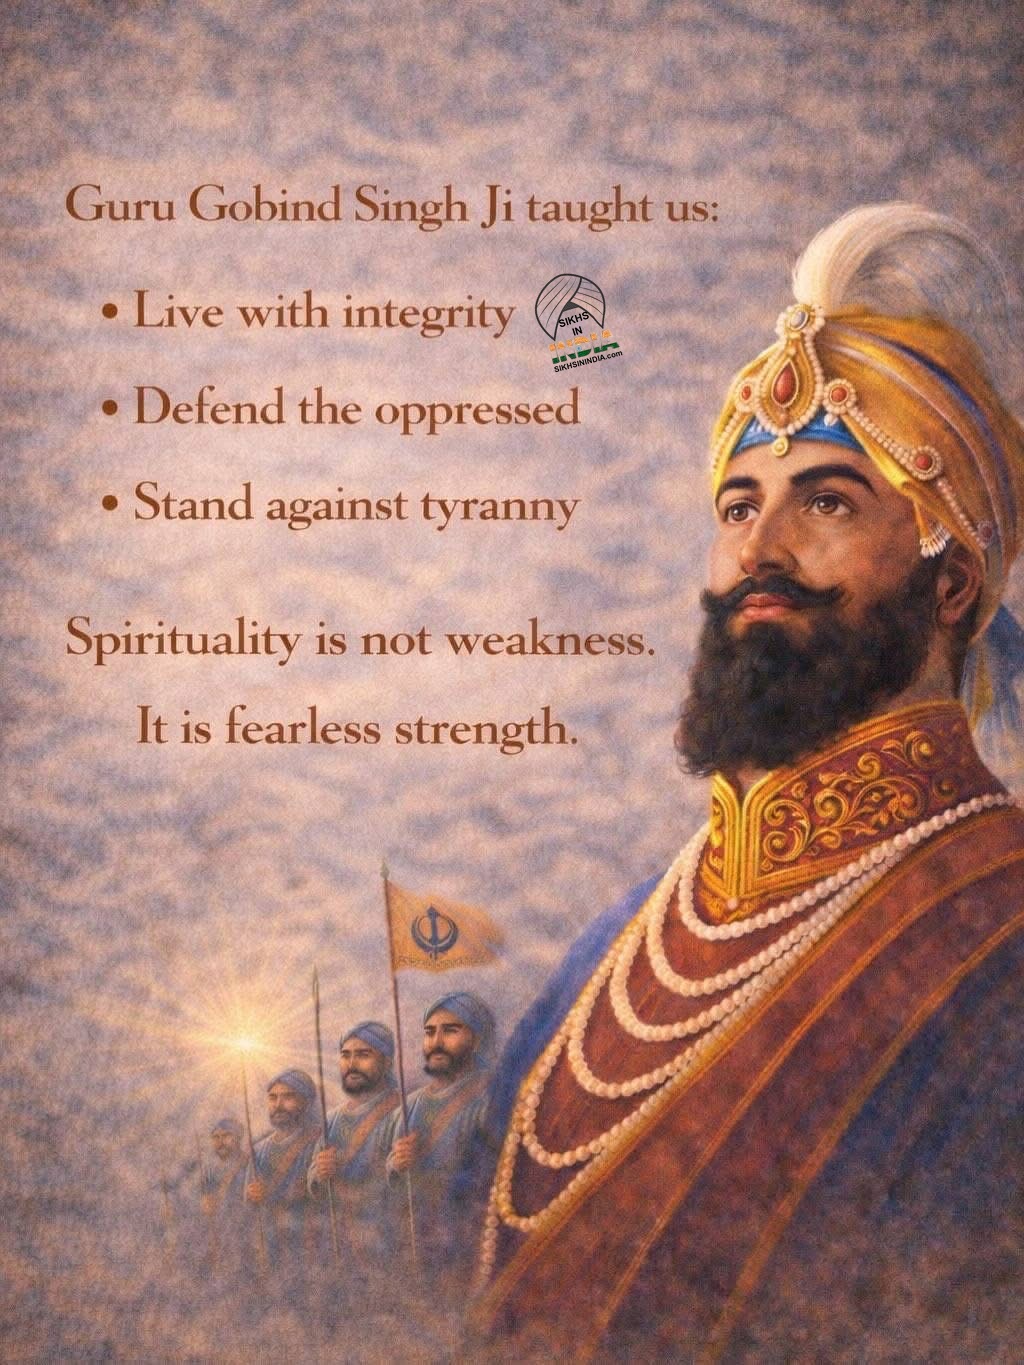 Guru Gobind Singh Ji taught us:
• Live with integrity
SIKHS
IN
INDIA
SIKHSININDIA.com
• Defend the oppressed
• Stand against tyranny
Spirituality is not weakness.
It is fearless strength.